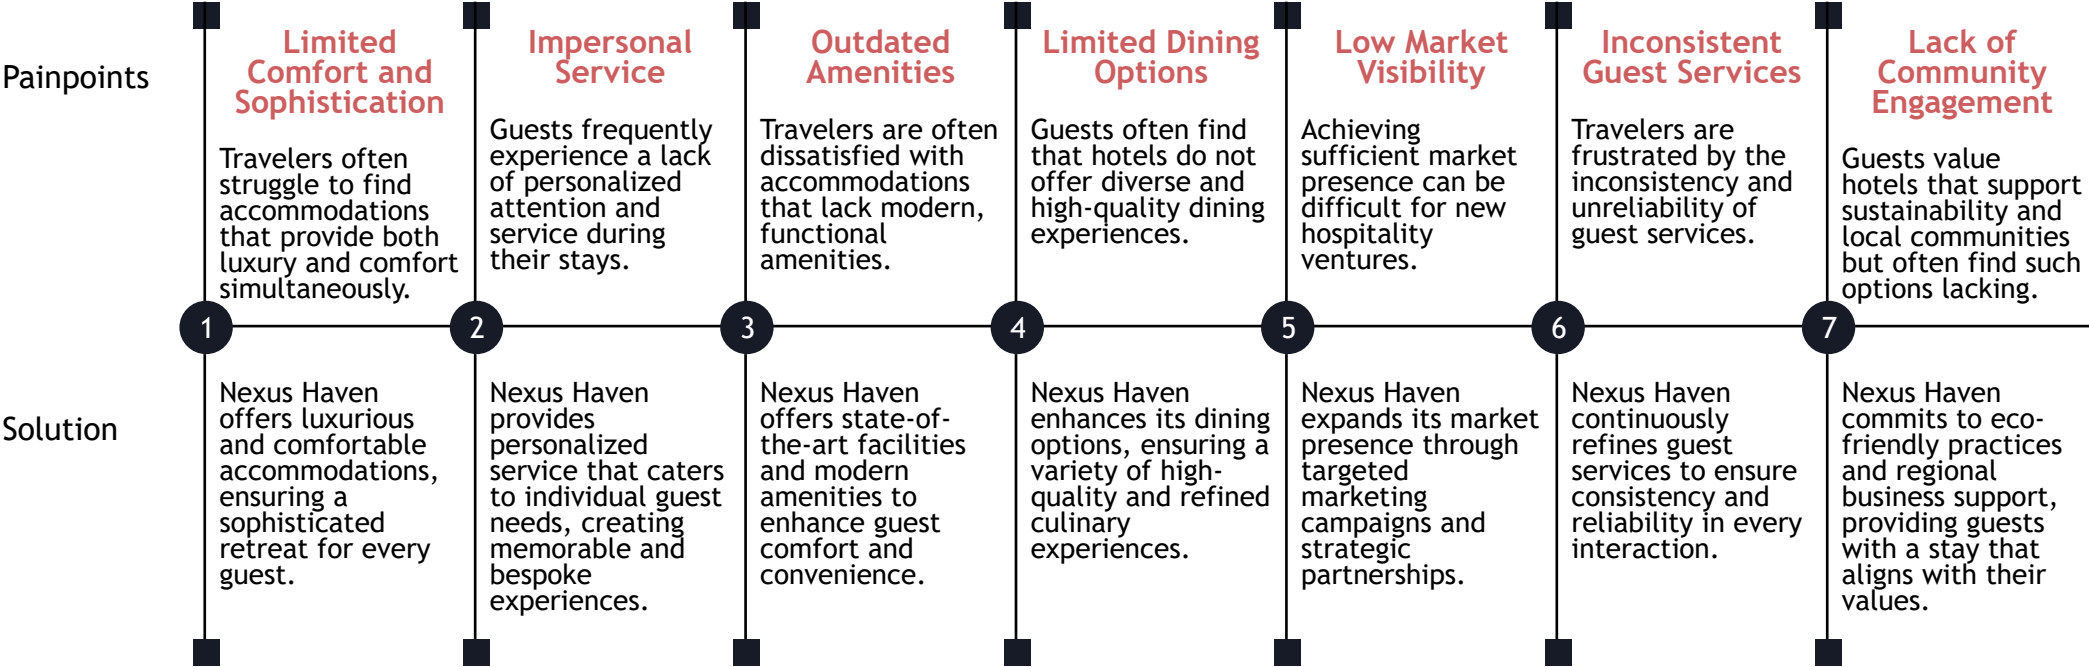 Painpoints
Limited
Comfort and
Sophistication
Travelers often
struggle to find
accommodations
that provide both
luxury and comfort
simultaneously.
Impersonal
Service
Guests frequently
experience a lack
of personalized
attention and
service during
their stays.
Outdated
Amenities
Travelers are often
dissatisfied with
accommodations
that lack modern,
functional
amenities.
Limited Dining
Options
Guests often find
that hotels do not
offer diverse and
high-quality dining
experiences.
Low Market
Visibility
Achieving
sufficient market
presence can be
difficult for new
hospitality
ventures.
Inconsistent
Guest Services
Travelers are
frustrated by the
inconsistency and
unreliability of
guest services.
Lack of
Community
Engagement
Guests value
hotels that support
sustainability and
local communities
but often find such
options lacking.
1
2
3
4
5
6
7
Solution
Nexus Haven
offers luxurious
and comfortable
accommodations,
ensuring a
sophisticated
retreat for every
guest.
Nexus Haven
provides
personalized
service that caters
to individual guest
needs, creating
memorable and
bespoke
experiences.
Nexus Haven
offers state-of-
the-art facilities
and modern
amenities to
enhance guest
comfort and
convenience.
Nexus Haven
enhances its dining
options, ensuring a
variety of high-
quality and refined
culinary
experiences.
Nexus Haven
expands its market
presence through
targeted
marketing
campaigns and
strategic
partnerships.
Nexus Haven
continuously
refines guest
services to ensure
consistency and
reliability in every
interaction.
Nexus Haven
commits to eco-
friendly practices
and regional
business support,
providing guests
with a stay that
aligns with their
values.